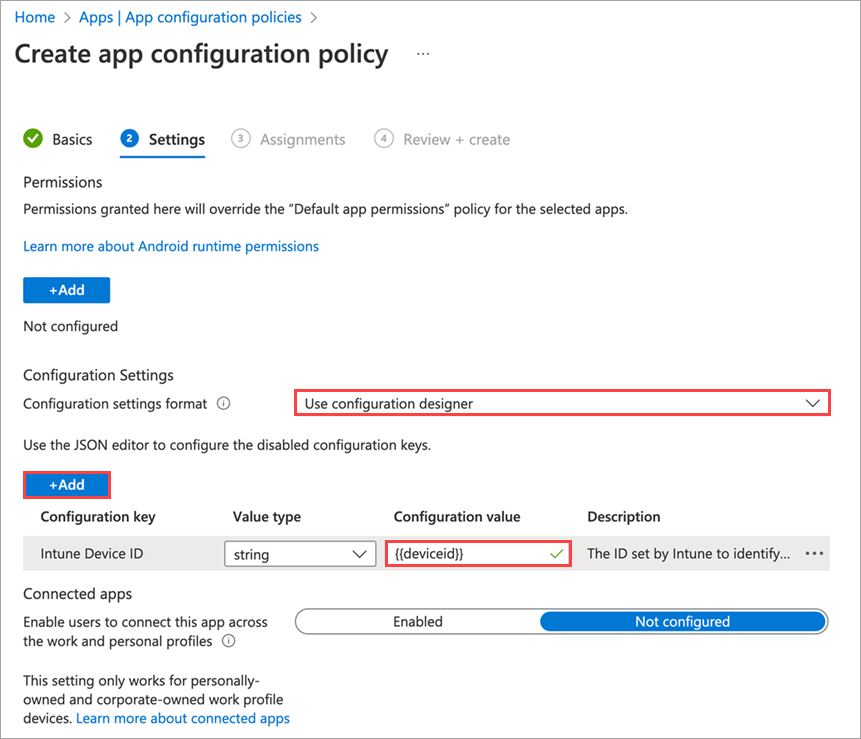 Home > Apps | App configuration policies >
Create app configuration policy ...
Basics 2 Settings 3 Assignments 4 Review + create
Permissions
Permissions granted here will override the “Default app permissions” policy for the selected apps.
Learn more about Android runtime permissions
+Add
Not configured
Configuration Settings
Configuration settings format Use configuration designer
Use the JSON editor to configure the disabled configuration keys.
+Add
Configuration key Value type Configuration value Description
Intune Device ID string {{deviceid}} The ID set by Intune to identify... ...
Connected apps
Enable users to connect this app across Enabled Not configured
the work and personal profiles
This setting only works for personally-
owned and corporate-owned work profile
devices. Learn more about connected apps